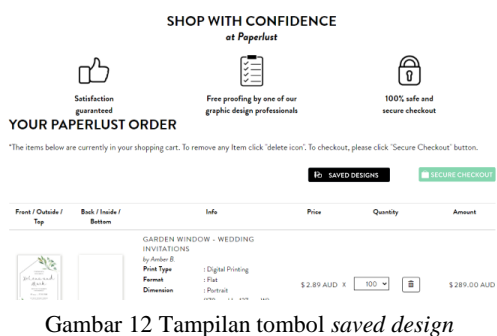 SHOP WITH CONFIDENCE
at Paperlust
Satisfaction
guaranteed
Free proofing by one of our
graphic design professionals
100% safe and
secure checkout
YOUR PAPERLUST ORDER
*The items below are currently in your shopping cart. To remove any Item click 'delete icon'. To checkout, please click 'Secure Checkout' button.
SAVED DESIGNS
SECURE CHECKOUT
Front / Outside /
Top
Back / Inside /
Bottom
Info
Price
Quantity
Amount
GARDEN WINDOW - WEDDING
INVITATIONS
by Amber B.
Print Type : Digital Printing
Format : Flat
Dimension : Portrait
$ 2.89 AUD X 100
$ 289.00 AUD
Gambar 12 Tampilan tombol saved design